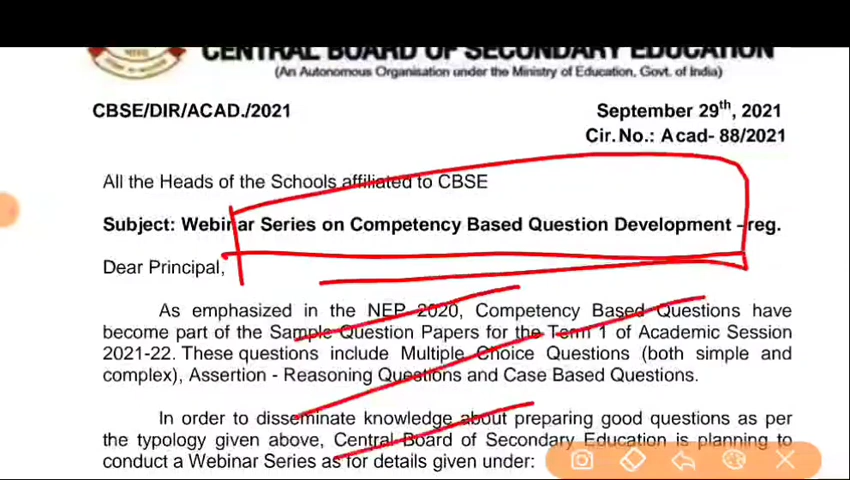 CENTRAL BOARD OF SECONDARY EDUCATION
(An Autonomous Organisation under the Ministry of Education, Govt. of India)
CBSE/DIR/ACAD./2021 September 29th, 2021
Cir.No.: Acad- 88/2021
All the Heads of the Schools affiliated to CBSE
Subject: Webinar Series on Competency Based Question Development –reg.
Dear Principal,
As emphasized in the NEP 2020, Competency Based Questions have
become part of the Sample Question Papers for the Term 1 of Academic Session
2021-22. These questions include Multiple Choice Questions (both simple and
complex), Assertion - Reasoning Questions and Case Based Questions.
In order to disseminate knowledge about preparing good questions as per
the typology given above, Central Board of Secondary Education is planning to
conduct a Webinar Series as for details given under: